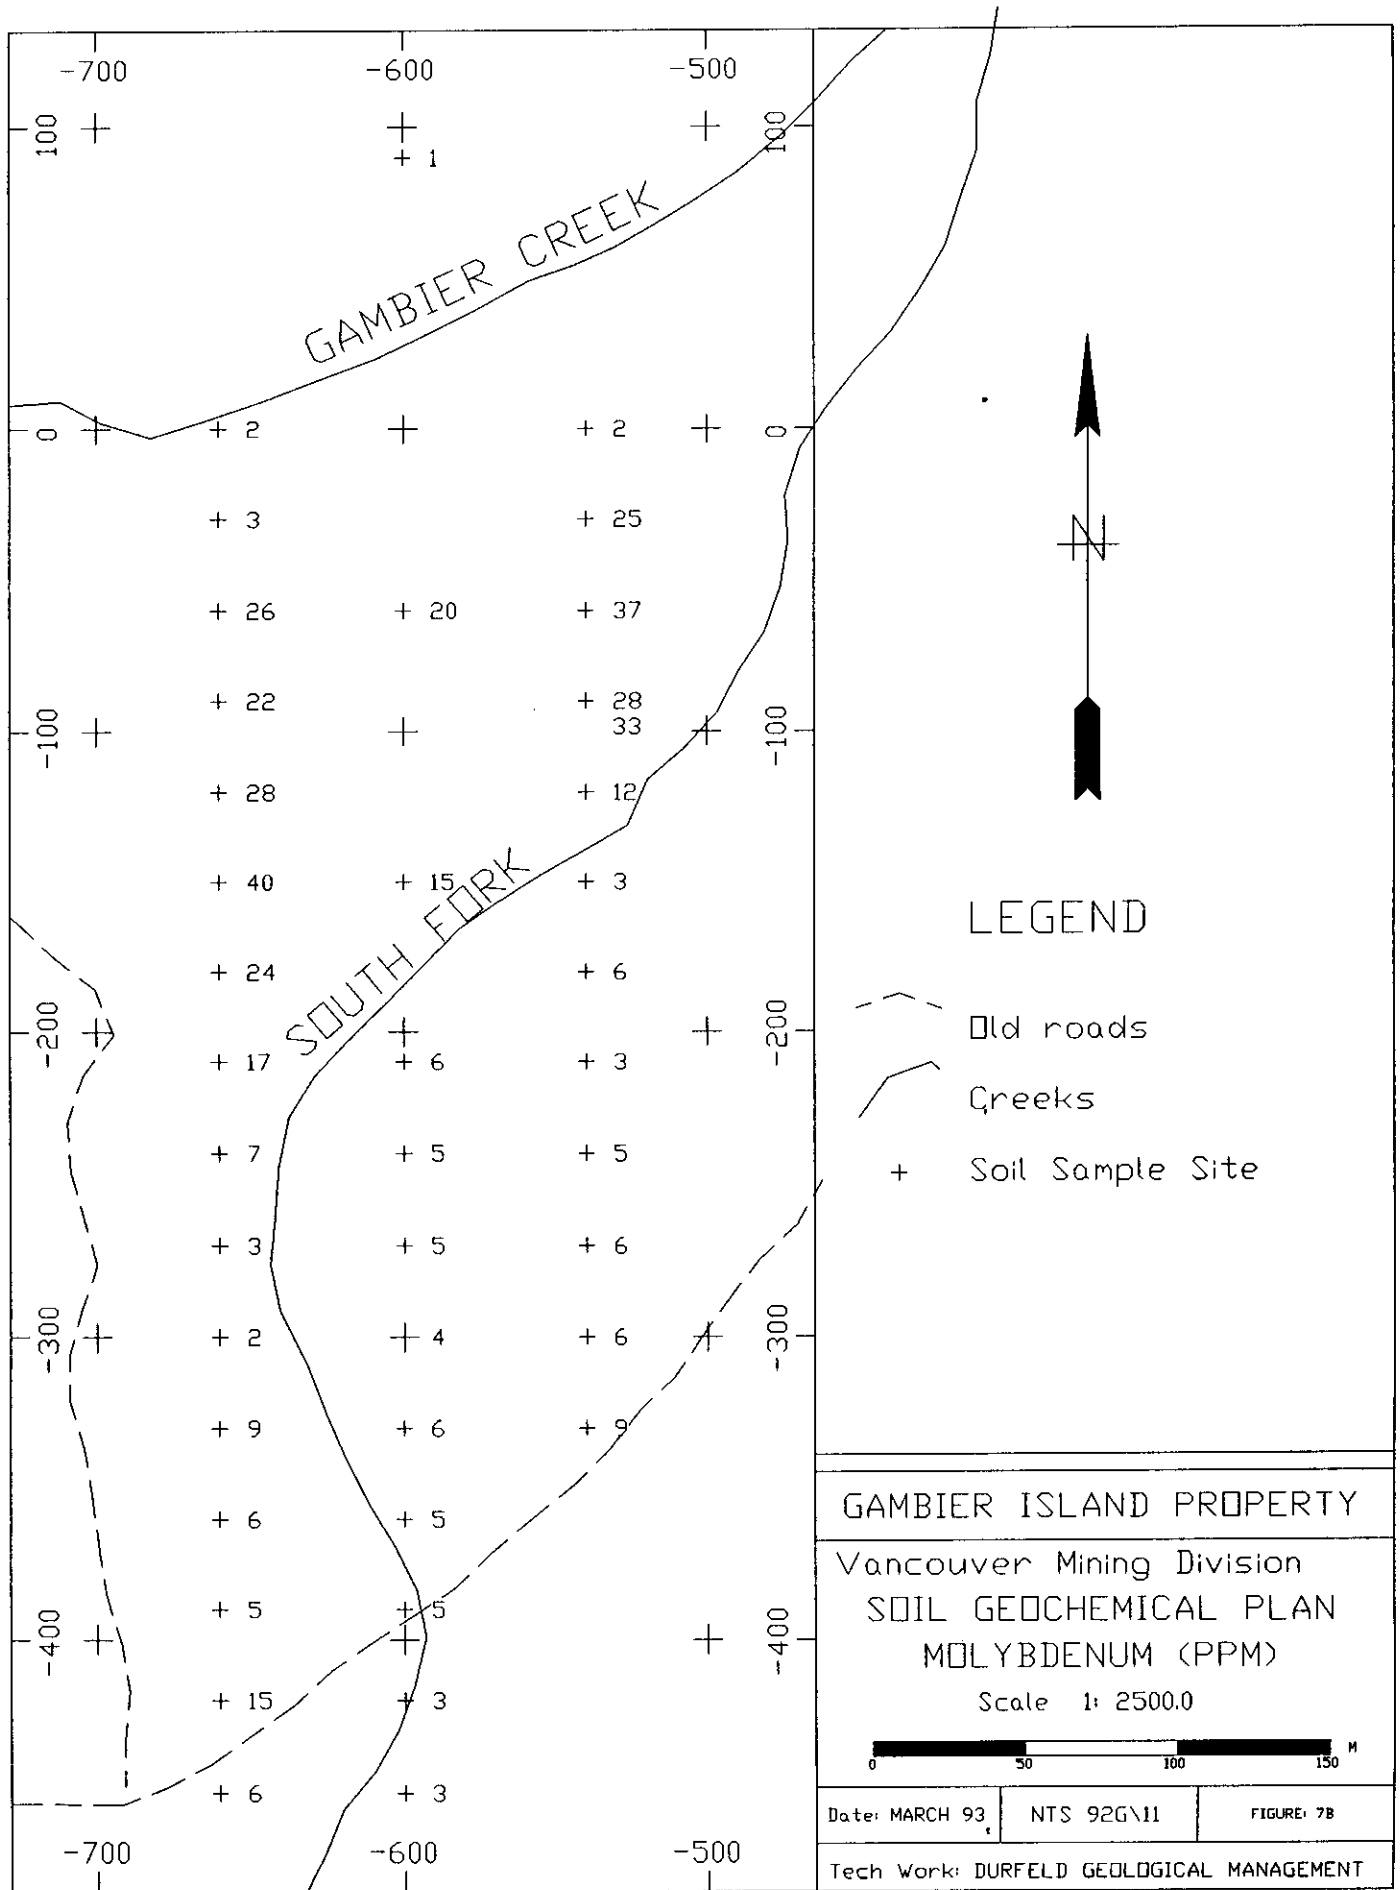 -700 -600 -500
100 100
1
GAMBIER CREEK
0 2 2 0
3 25
26 20 37
22 28
-100 33 -100
28 12
40 15 3
SOUTH FORK
24 6
-200 -200
17 6 3
7 5 5
3 5 6
-300 2 4 6 -300
9 6 9
6 5
5 5
-400 -400
15 3
6 3
-700 -600 -500
N
LEGEND
Old roads
Creeks
+ Soil Sample Site
GAMBIER ISLAND PROPERTY
Vancouver Mining Division
SOIL GEOCHEMICAL PLAN
MOLYBDENUM (PPM)
Scale 1: 2500.0
0 50 100 150 M
Date: MARCH 93 NTS 92G\11 FIGURE: 7B
Tech Work: DURFELD GEOLOGICAL MANAGEMENT